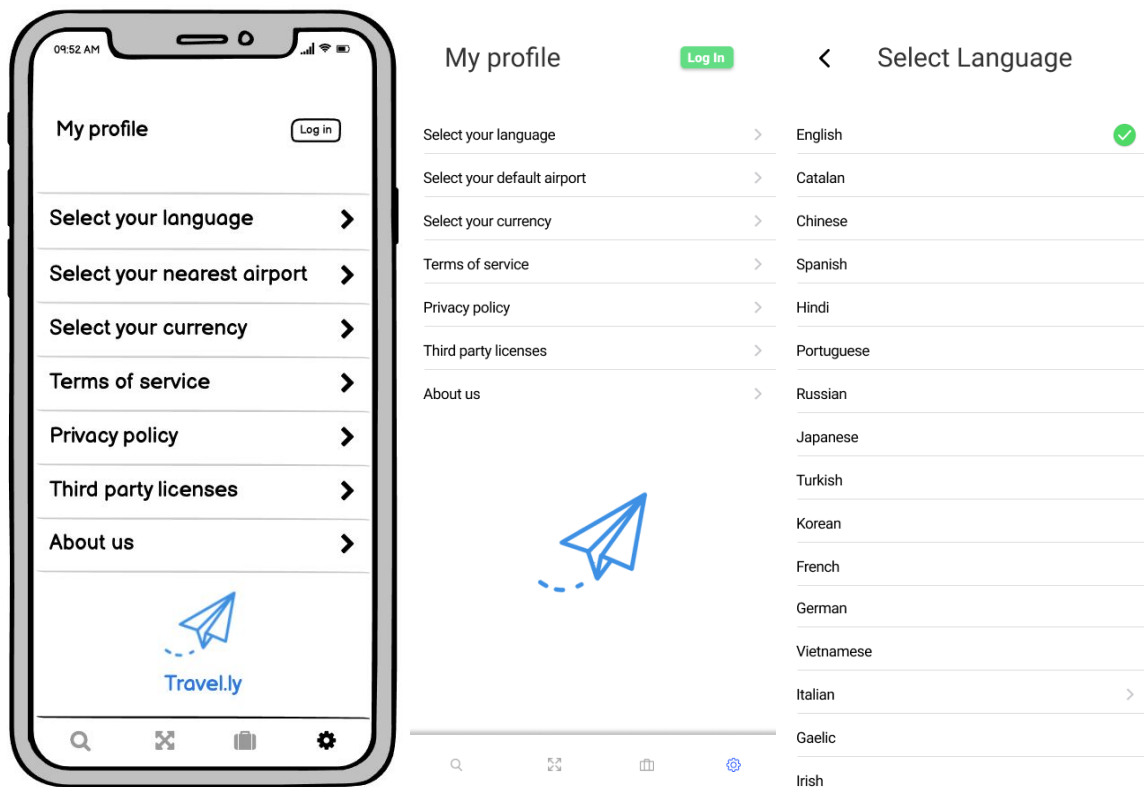 09:52 AM
My profile
Log in
Select your language
Select your nearest airport
Select your currency
Terms of service
Privacy policy
Third party licenses
About us
Travel.ly
My profile
Log In
Select your language
Select your default airport
Select your currency
Terms of service
Privacy policy
Third party licenses
About us
Select Language
English
Catalan
Chinese
Spanish
Hindi
Portuguese
Russian
Japanese
Turkish
Korean
French
German
Vietnamese
Italian
Gaelic
Irish